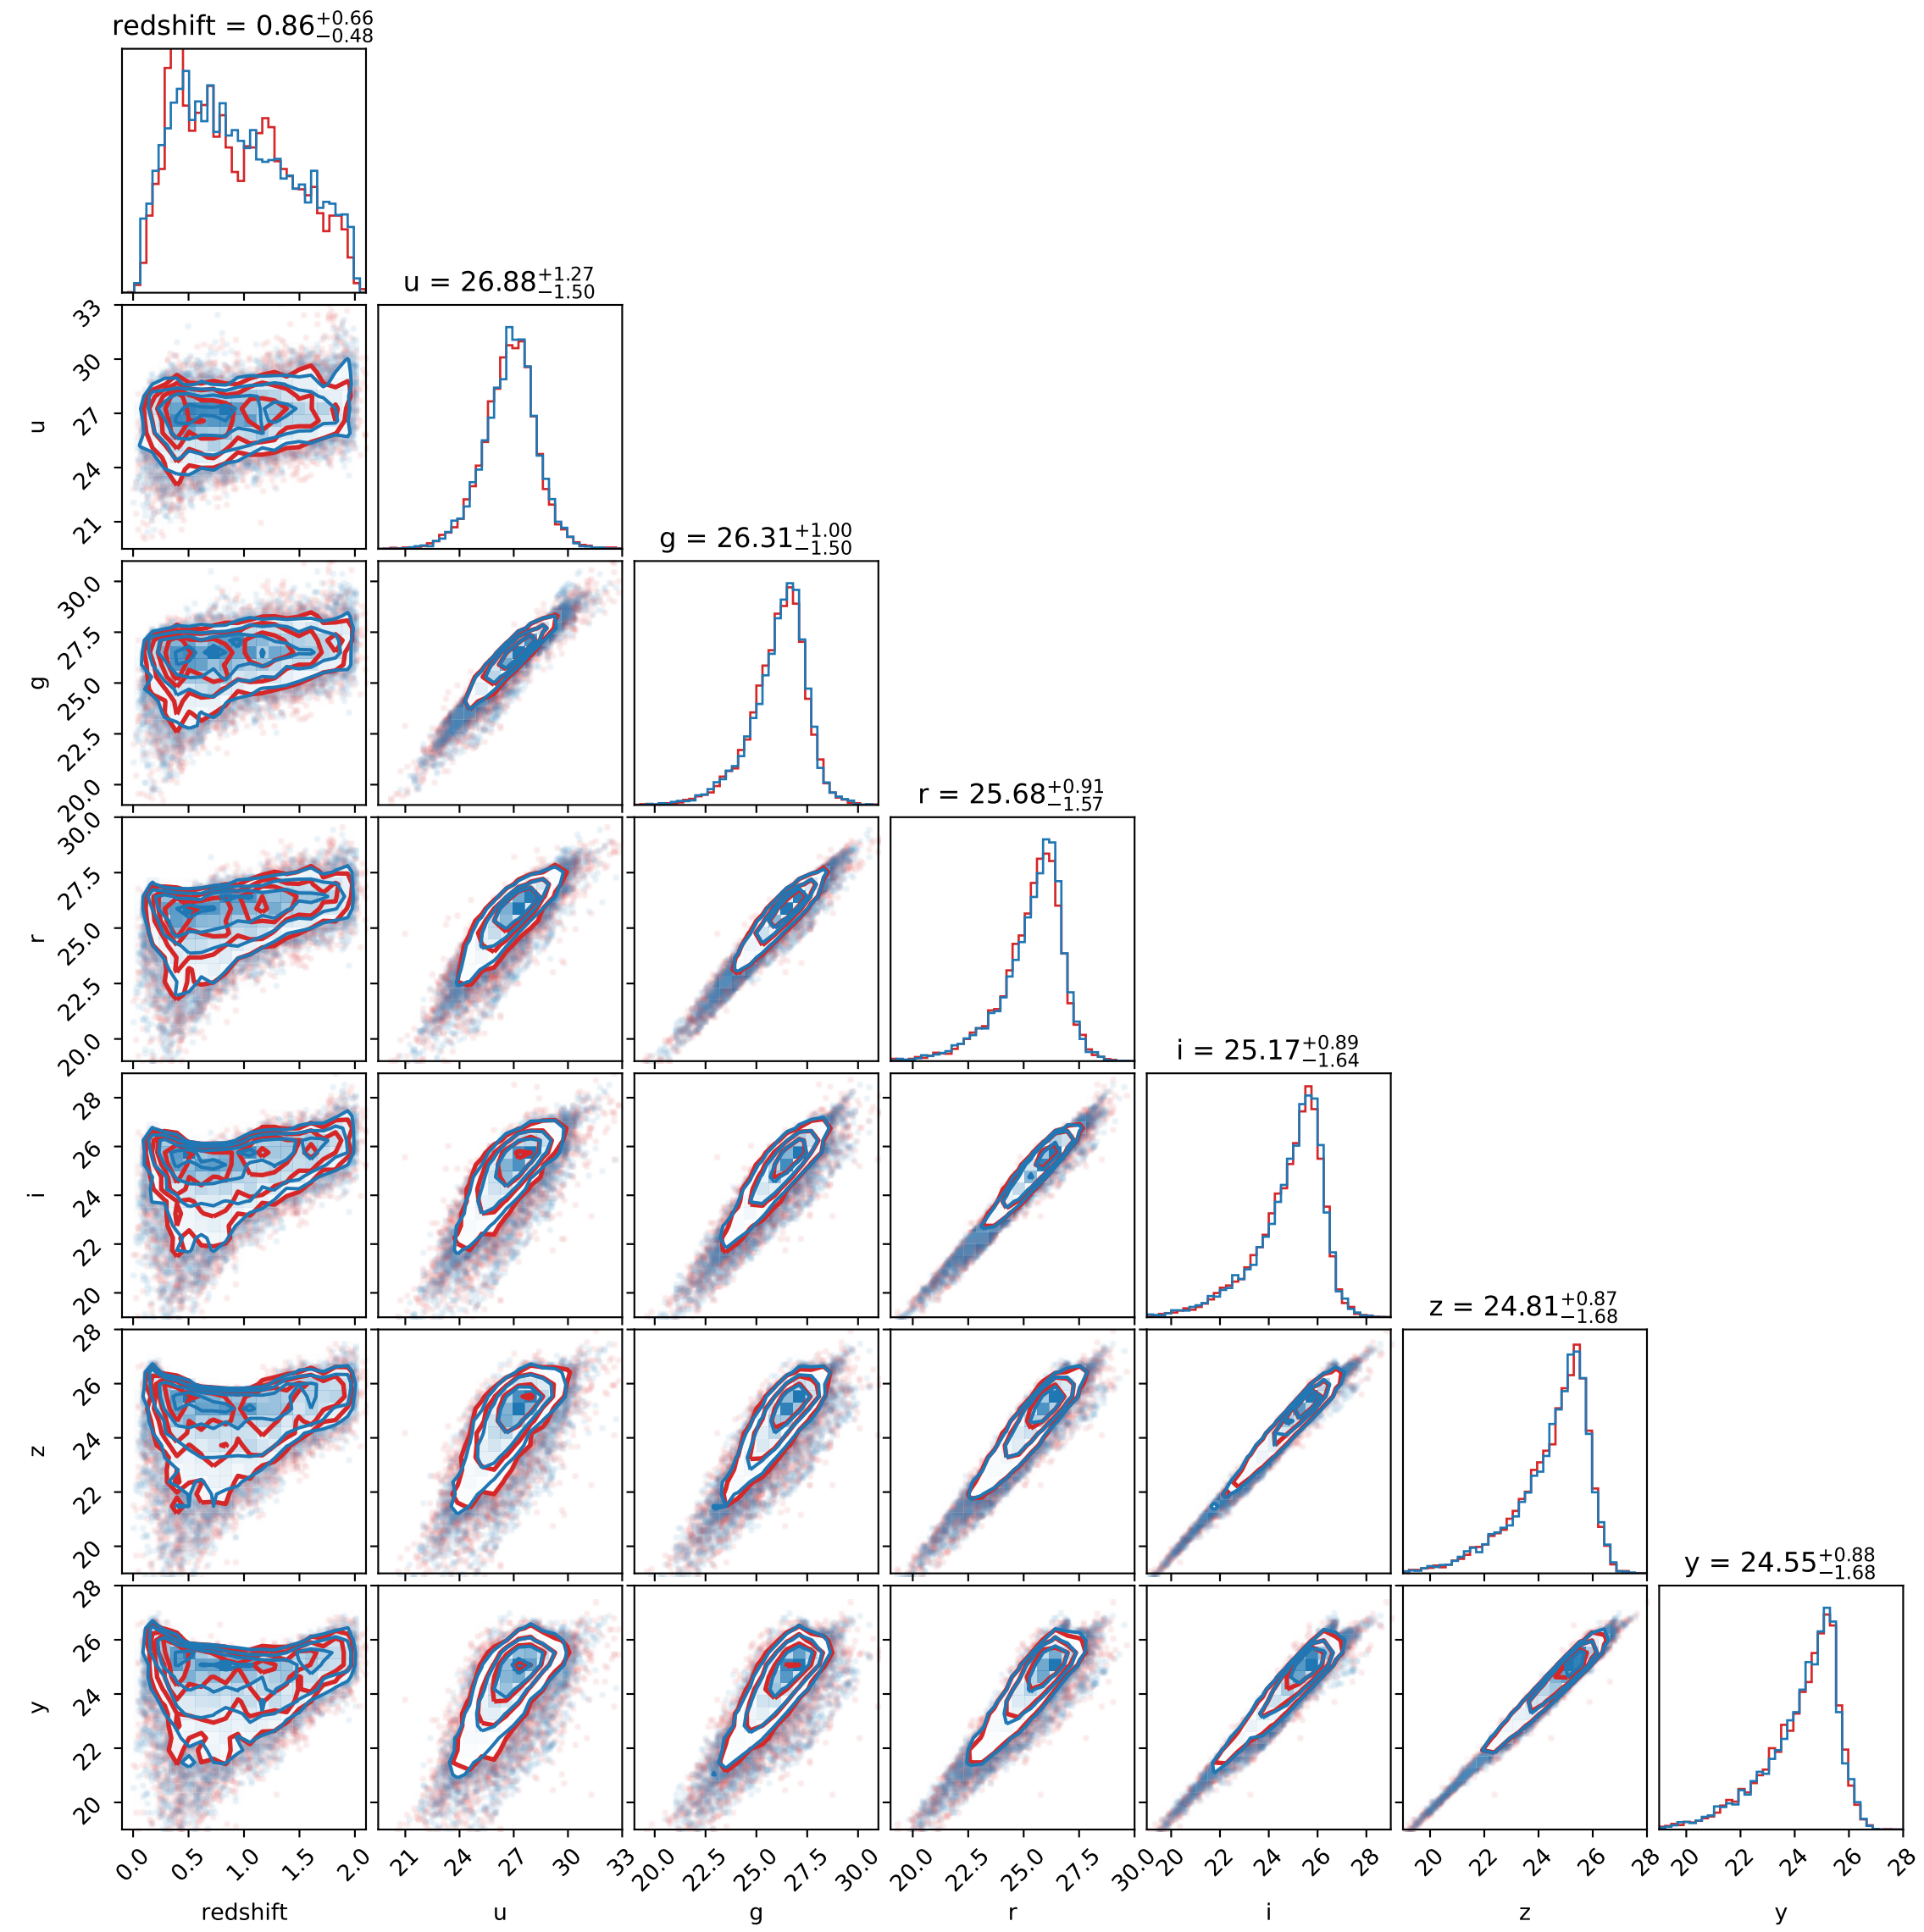 redshift = 0.86+0.66−0.48
u = 26.88+1.27−1.50
33
30
27
24
21
u
g = 26.31+1.00−1.50
30.0
27.5
25.0
22.5
20.0
g
r = 25.68+0.91−1.57
30.0
27.5
25.0
22.5
20.0
r
i = 25.17+0.89−1.64
28
26
24
22
20
i
z = 24.81+0.87−1.68
28
26
24
22
20
z
y = 24.55+0.88−1.68
28
26
24
22
20
y
0.0 0.5 1.0 1.5 2.0 21 24 27 30 33 20.0 22.5 25.0 27.5 30.0 20.0 22.5 25.0 27.5 30.0 20 22 24 26 28 20 22 24 26 28 20 22 24 26 28
redshift u g r i z y